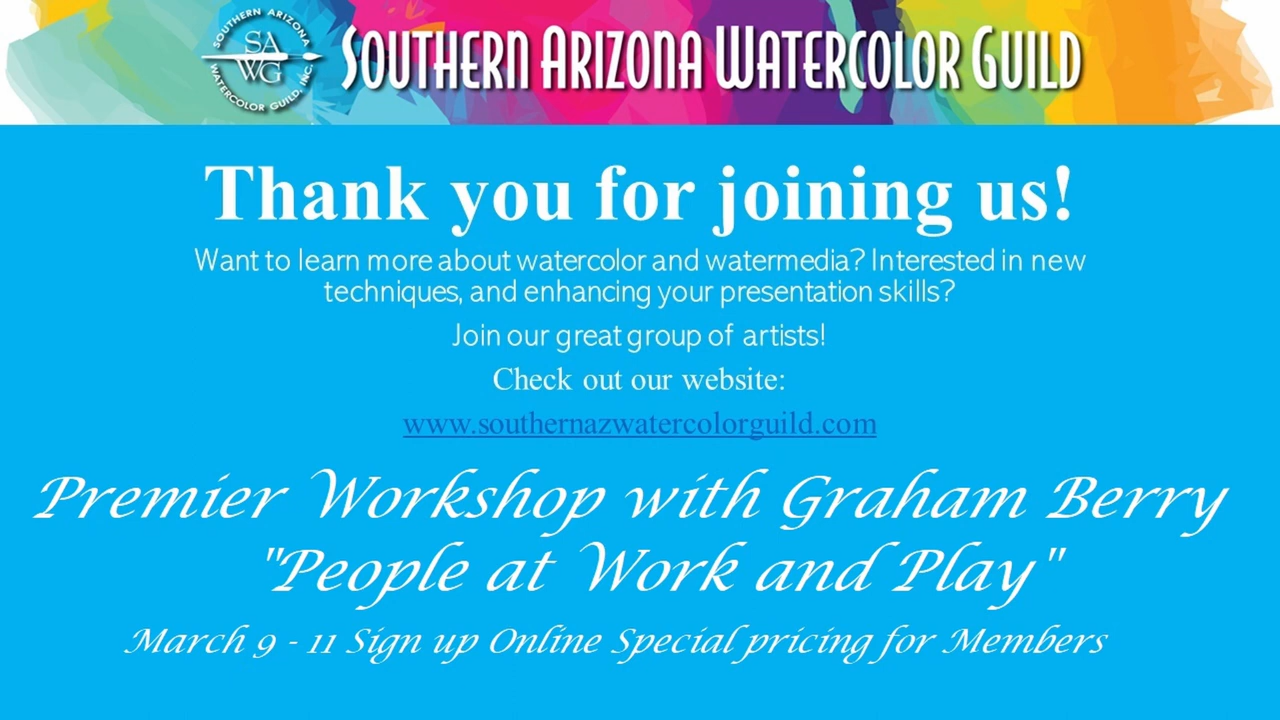 SOUTHERN ARIZONA
SA
WG
WATERCOLOR GUILD, INC.
SOUTHERN ARIZONA WATERCOLOR GUILD
Thank you for joining us!
Want to learn more about watercolor and watermedia? Interested in new
techniques, and enhancing your presentation skills?
Join our great group of artists!
Check out our website:
www.southernazwatercolorguild.com
Premier Workshop with Graham Berry
"People at Work and Play"
March 9 - 11 Sign up Online Special pricing for Members